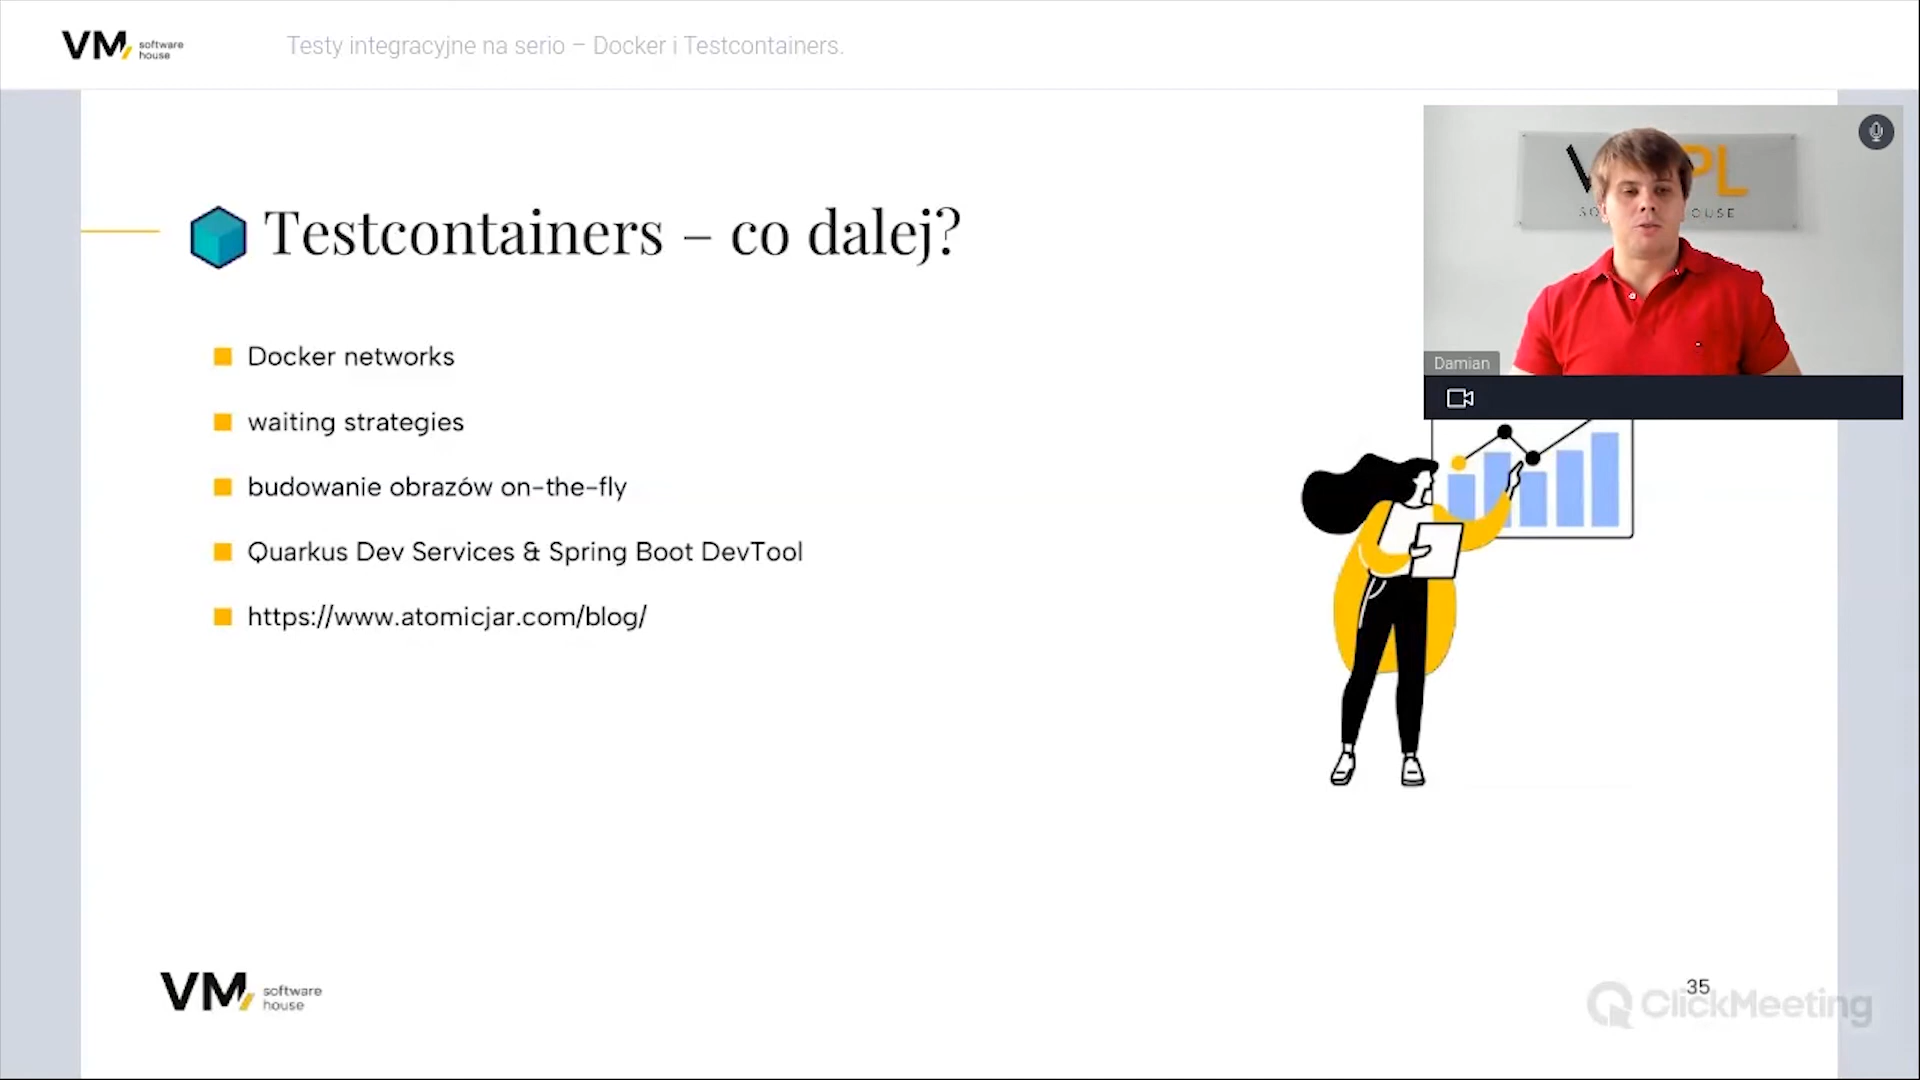 VM software house
Testy integracyjne na serio – Docker i Testcontainers.
Testcontainers – co dalej?
Docker networks
waiting strategies
budowanie obrazów on-the-fly
Quarkus Dev Services & Spring Boot DevTool
https://www.atomicjar.com/blog/
PL
OUSE
Damian
VM software house
35
ClickMeeting